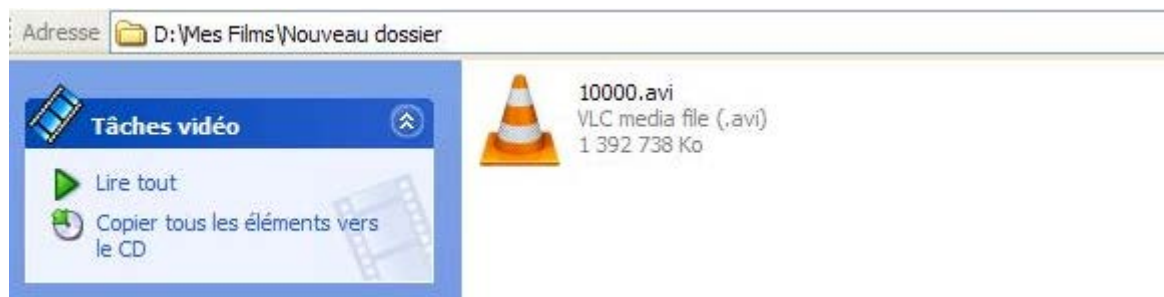 Adresse D:\Mes Films\Nouveau dossier
Tâches vidéo
Lire tout
Copier tous les éléments vers
le CD
10000.avi
VLC media file (.avi)
1 392 738 Ko